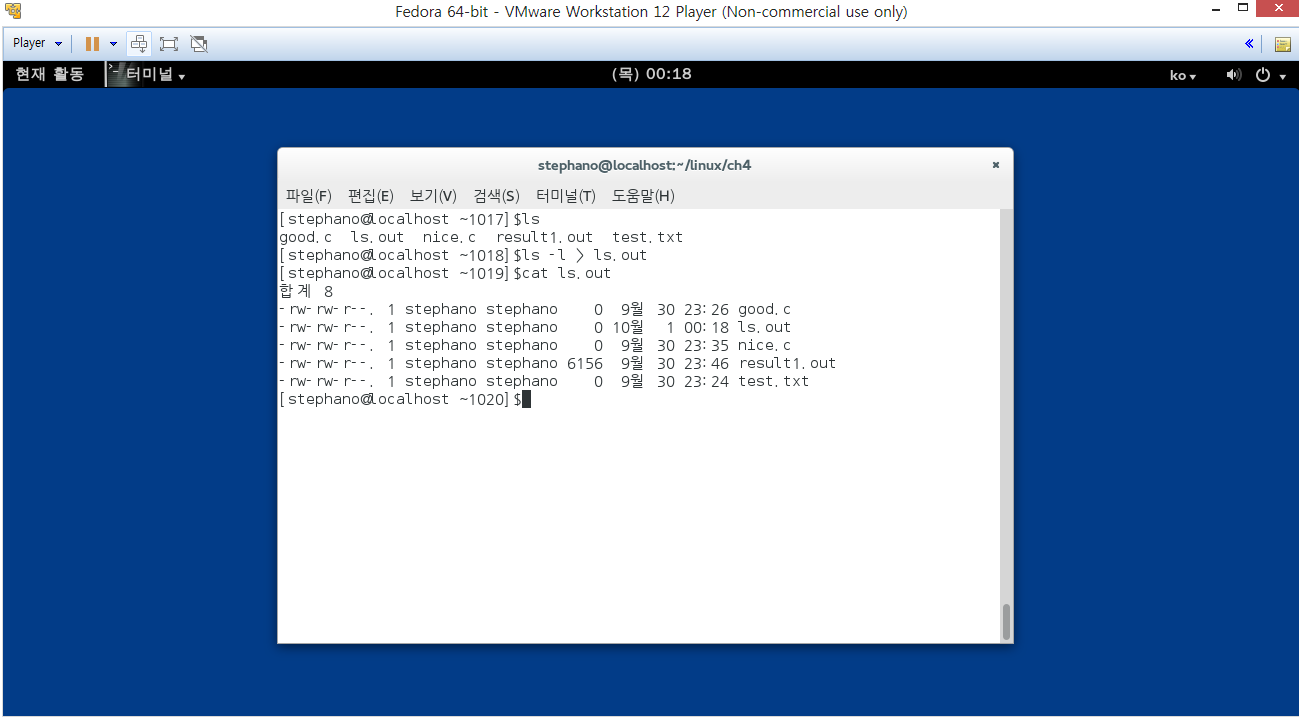 Fedora 64-bit - VMware Workstation 12 Player (Non-commercial use only)
Player
현재 활동 터미널 (목) 00:18 ko
stephano@localhost:~/linux/ch4
파일(F) 편집(E) 보기(V) 검색(S) 터미널(T) 도움말(H)
[stephano@localhost ~1017]$ls
good.c ls.out nice.c result1.out test.txt
[stephano@localhost ~1018]$ls -l > ls.out
[stephano@localhost ~1019]$cat ls.out
합계 8
-rw-rw-r--. 1 stephano stephano 0 9월 30 23:26 good.c
-rw-rw-r--. 1 stephano stephano 0 10월 1 00:18 ls.out
-rw-rw-r--. 1 stephano stephano 0 9월 30 23:35 nice.c
-rw-rw-r--. 1 stephano stephano 6156 9월 30 23:46 result1.out
-rw-rw-r--. 1 stephano stephano 0 9월 30 23:24 test.txt
[stephano@localhost ~1020]$